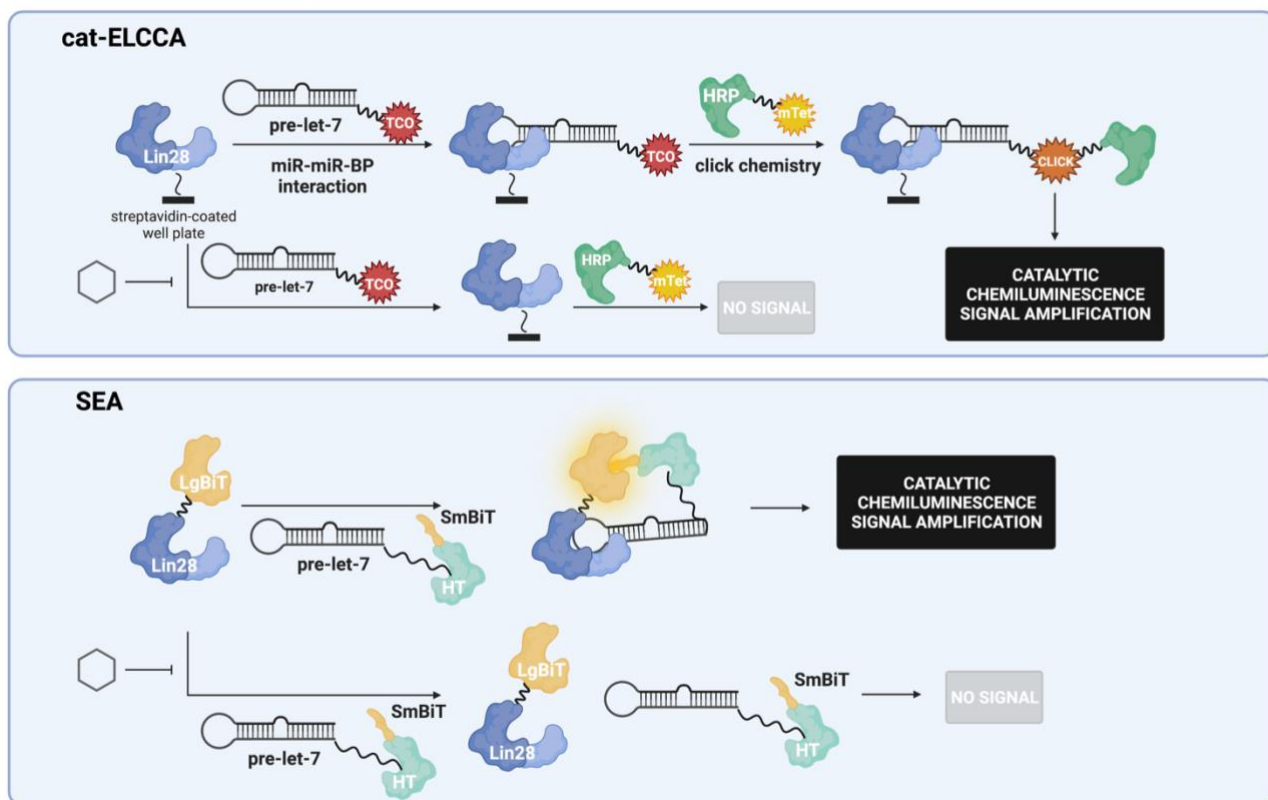 cat-ELCCA
Lin28
pre-let-7
TCO
miR-miR-BP
interaction
streptavidin-coated
well plate
TCO
HRP
mTet
click chemistry
CLICK
pre-let-7
TCO
HRP
mTet
NO SIGNAL
CATALYTIC
CHEMILUMINESCENCE
SIGNAL AMPLIFICATION
SEA
LgBiT
Lin28
pre-let-7
SmBiT
HT
CATALYTIC
CHEMILUMINESCENCE
SIGNAL AMPLIFICATION
pre-let-7
SmBiT
HT
LgBiT
Lin28
SmBiT
HT
NO SIGNAL